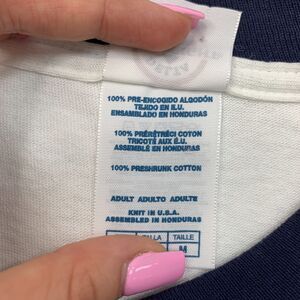 100% PRE-ENCOGIDO ALGODÓN
TEJIDO EN E.U.
ENSAMBLADO EN HONDURAS
100% PRÉRÉTRÉCI COTON
TRICOTÉ AUX É.U.
ASSEMBLÉ EN HONDURAS
100% PRESHRUNK COTTON
ADULT ADULTO ADULTE
KNIT IN U.S.A.
ASSEMBLED IN HONDURAS
TALLA TAILLE
M